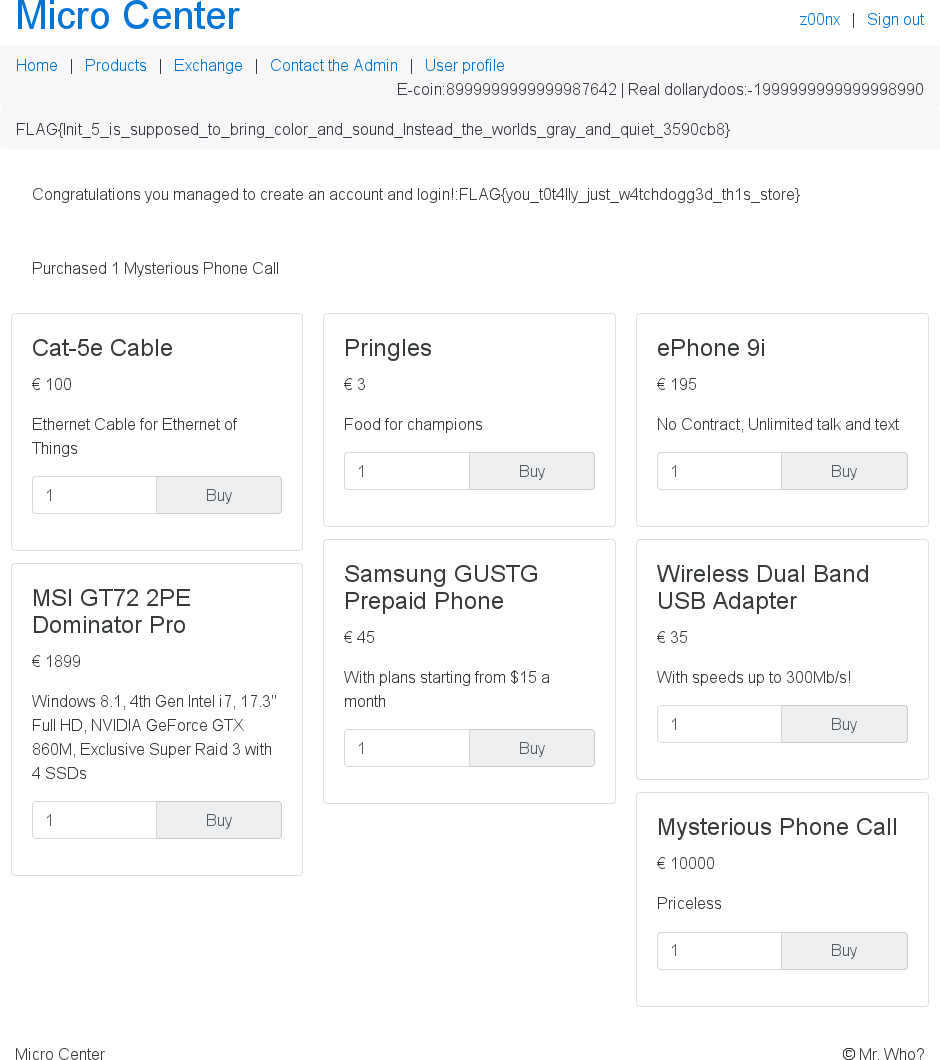 Micro Center
z00nx | Sign out
Home | Products | Exchange | Contact the Admin | User profile
E-coin:8999999999999987642 | Real dollarydoos:-1999999999999998990
FLAG{Init_5_is_supposed_to_bring_color_and_sound_Instead_the_worlds_gray_and_quiet_3590cb8}
Congratulations you managed to create an account and login!:FLAG{you_t0t4lly_just_w4tchdogg3d_th1s_store}
Purchased 1 Mysterious Phone Call
Cat-5e Cable
€ 100
Ethernet Cable for Ethernet of
Things
1 Buy
Pringles
€ 3
Food for champions
1 Buy
ePhone 9i
€ 195
No Contract, Unlimited talk and text
1 Buy
MSI GT72 2PE
Dominator Pro
€ 1899
Windows 8.1, 4th Gen Intel i7, 17.3"
Full HD, NVIDIA GeForce GTX
860M, Exclusive Super Raid 3 with
4 SSDs
1 Buy
Samsung GUSTG
Prepaid Phone
€ 45
With plans starting from $15 a
month
1 Buy
Wireless Dual Band
USB Adapter
€ 35
With speeds up to 300Mb/s!
1 Buy
Mysterious Phone Call
€ 10000
Priceless
1 Buy
Micro Center
© Mr. Who?